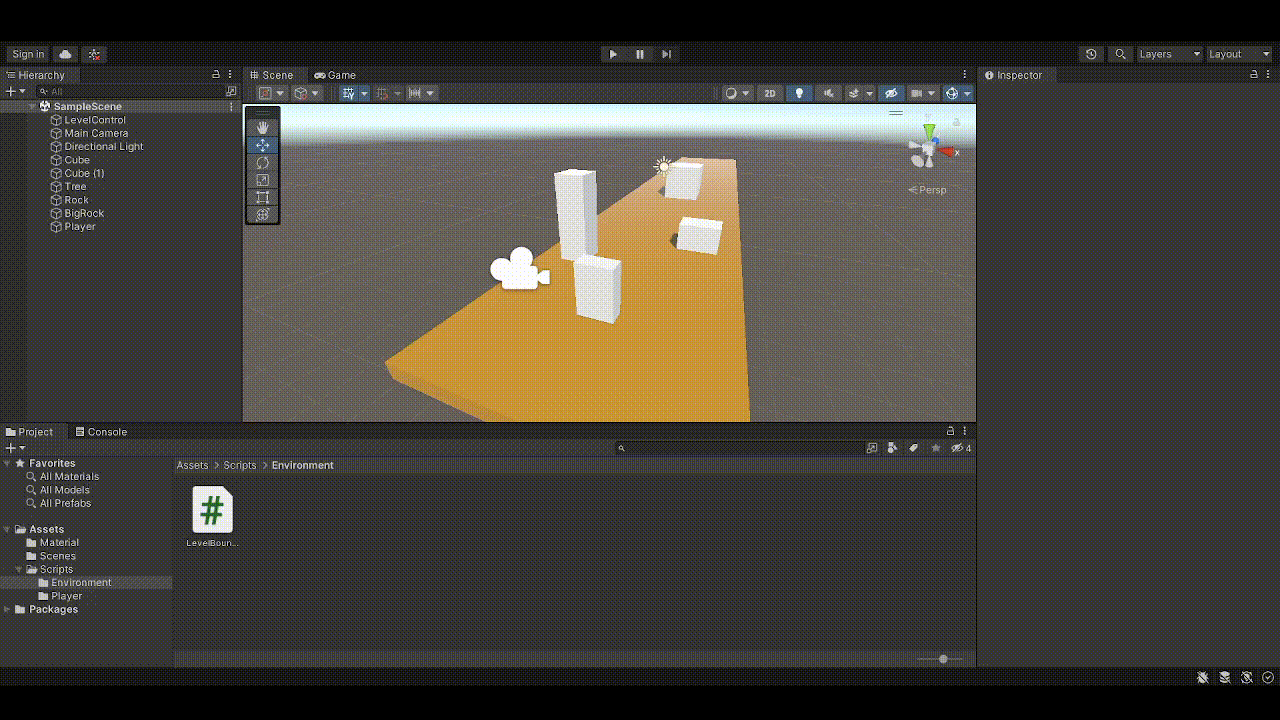 Sign in
Layers
Layout
Hierarchy
Scene
Game
Inspector
All
2D
SampleScene
LevelControl
Main Camera
Directional Light
Cube
Cube (1)
Tree
Rock
BigRock
Player
x
Persp
Project
Console
4
Favorites
All Materials
All Models
All Prefabs
Assets > Scripts > Environment
#
LevelBoun...
Assets
Material
Scenes
Scripts
Environment
Player
Packages